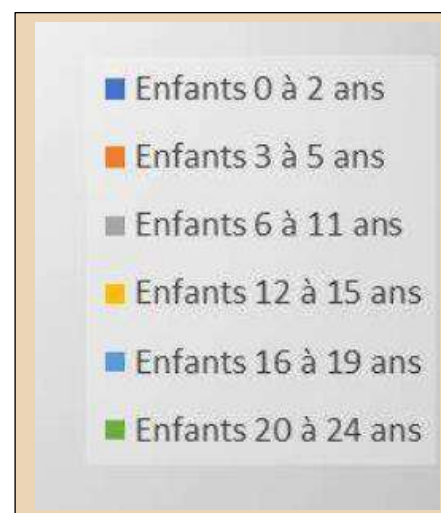 Enfants 0 à 2 ans
Enfants 3 à 5 ans
Enfants 6 à 11 ans
Enfants 12 à 15 ans
Enfants 16 à 19 ans
Enfants 20 à 24 ans